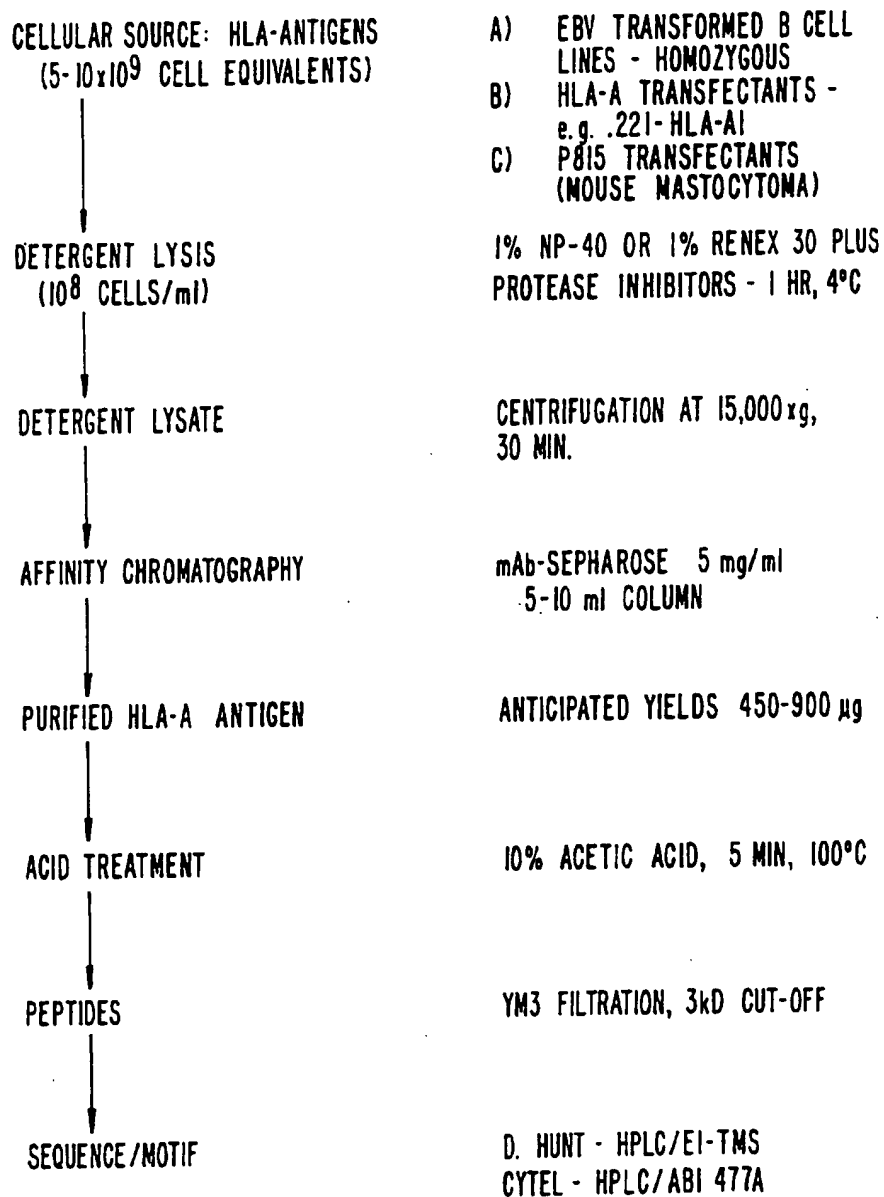 CELLULAR SOURCE: HLA-ANTIGENS
(5-10x10⁹ CELL EQUIVALENTS)
A) EBV TRANSFORMED B CELL
LINES - HOMOZYGOUS
B) HLA-A TRANSFECTANTS -
e.g. .221-HLA-A1
C) P815 TRANSFECTANTS
(MOUSE MASTOCYTOMA)
DETERGENT LYSIS
(10⁸ CELLS/ml)
1% NP-40 OR 1% RENEX 30 PLUS
PROTEASE INHIBITORS - 1 HR, 4°C
DETERGENT LYSATE
CENTRIFUGATION AT 15,000xg,
30 MIN.
AFFINITY CHROMATOGRAPHY
mAb-SEPHAROSE 5 mg/ml
5-10 ml COLUMN
PURIFIED HLA-A ANTIGEN
ANTICIPATED YIELDS 450-900 µg
ACID TREATMENT
10% ACETIC ACID, 5 MIN, 100°C
PEPTIDES
YM3 FILTRATION, 3kD CUT-OFF
SEQUENCE/MOTIF
D. HUNT - HPLC/EI-TMS
CYTEL - HPLC/ABI 477A